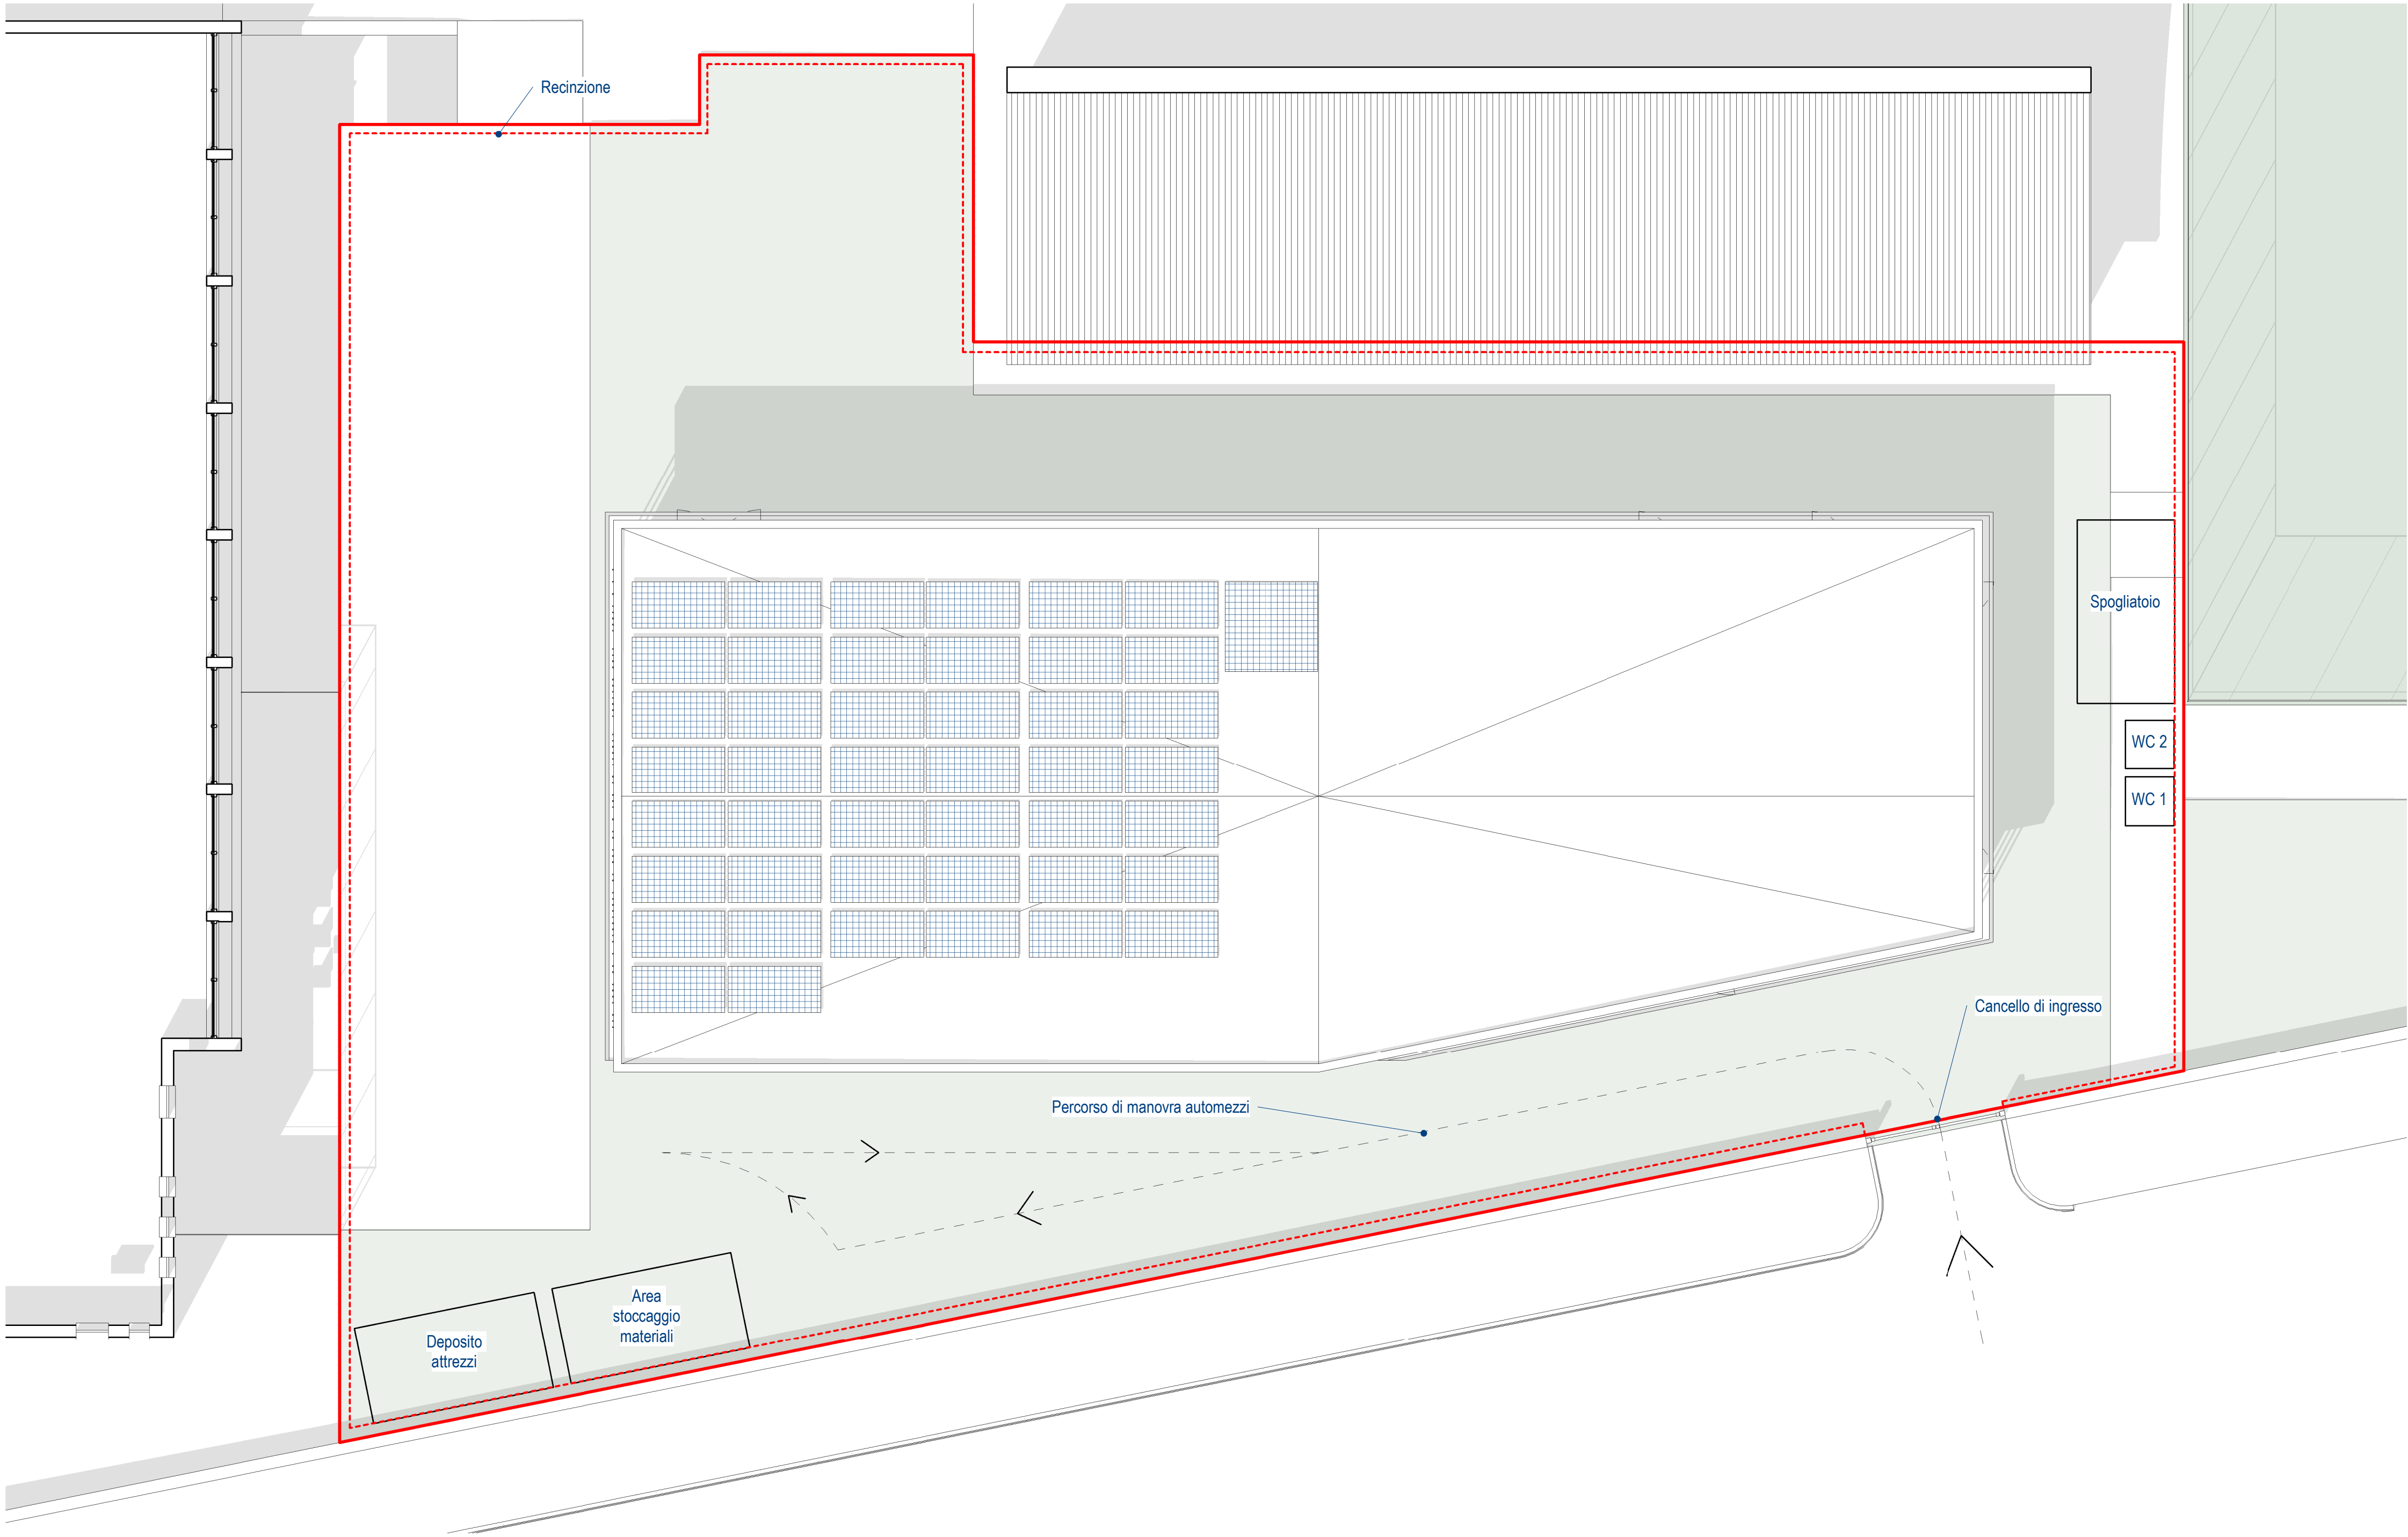 Recinzione
Spogliatoio
WC 2
WC 1
Cancello di ingresso
Percorso di manovra automezzi
Area
stoccaggio
materiali
Deposito
attrezzi